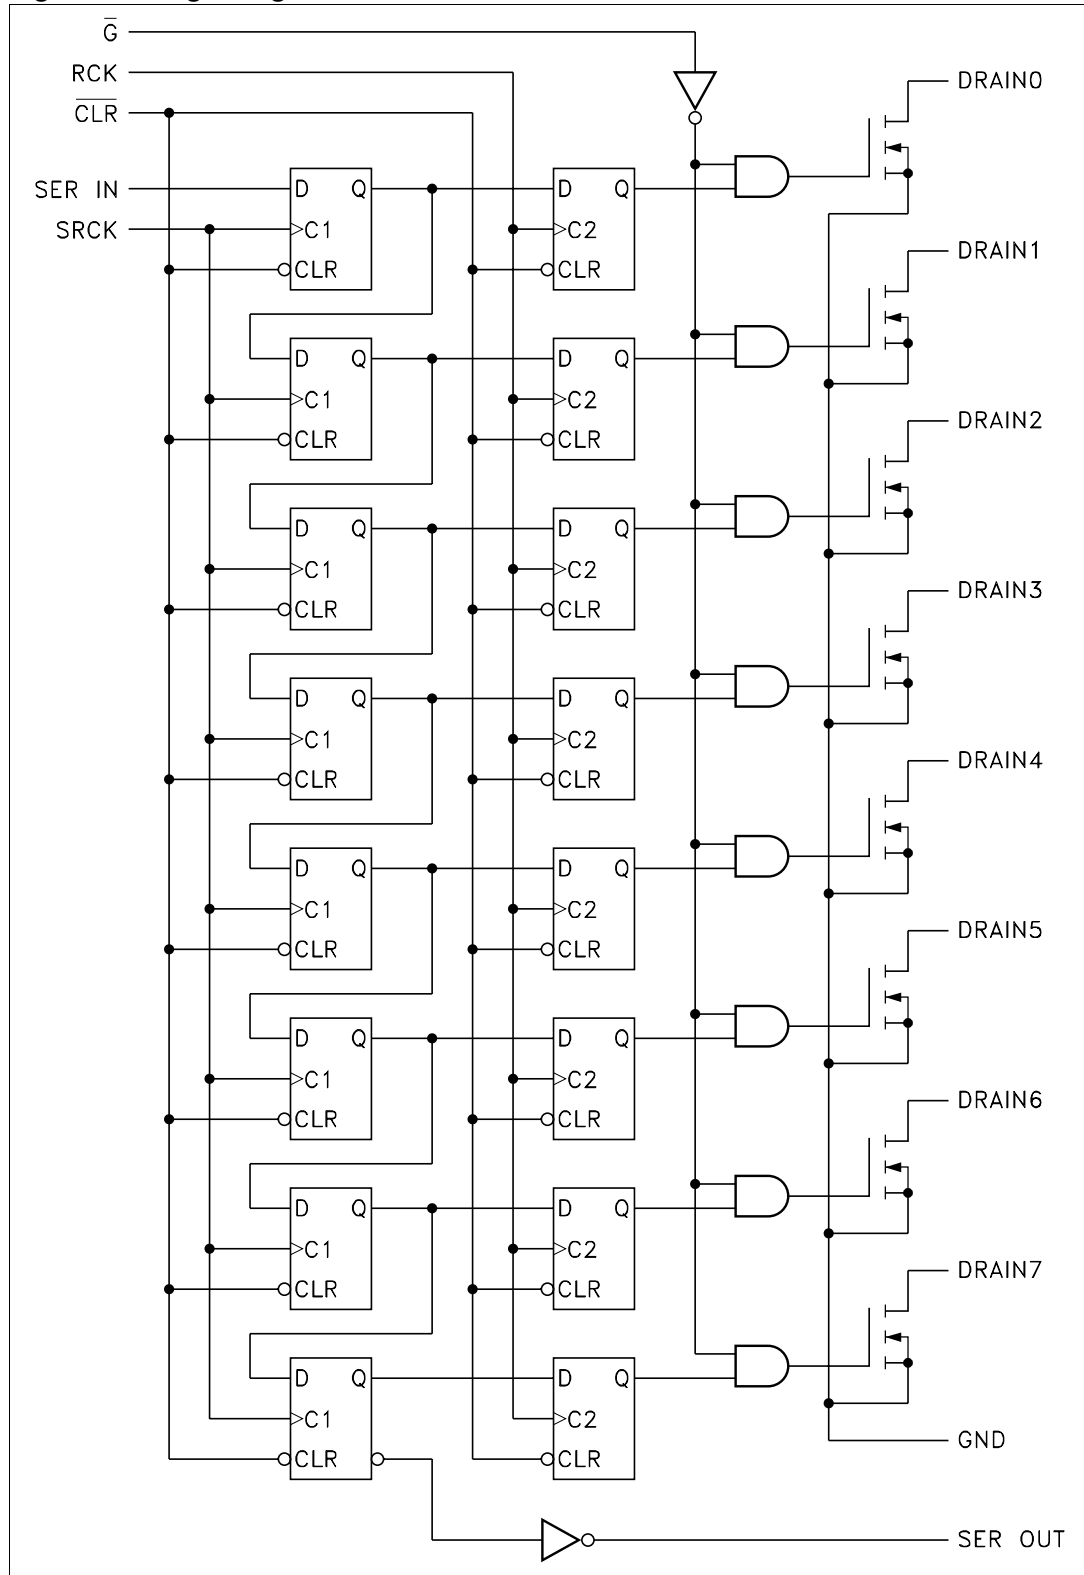 G
RCK
CLR
DRAIN0
SER IN D Q D Q
SRCK C1 C2
CLR CLR
DRAIN1
D Q D Q
C1 C2
CLR CLR
DRAIN2
D Q D Q
C1 C2
CLR CLR
DRAIN3
D Q D Q
C1 C2
CLR CLR
DRAIN4
D Q D Q
C1 C2
CLR CLR
DRAIN5
D Q D Q
C1 C2
CLR CLR
DRAIN6
D Q D Q
C1 C2
CLR CLR
DRAIN7
D Q D Q
C1 C2
GND
CLR CLR
SER OUT